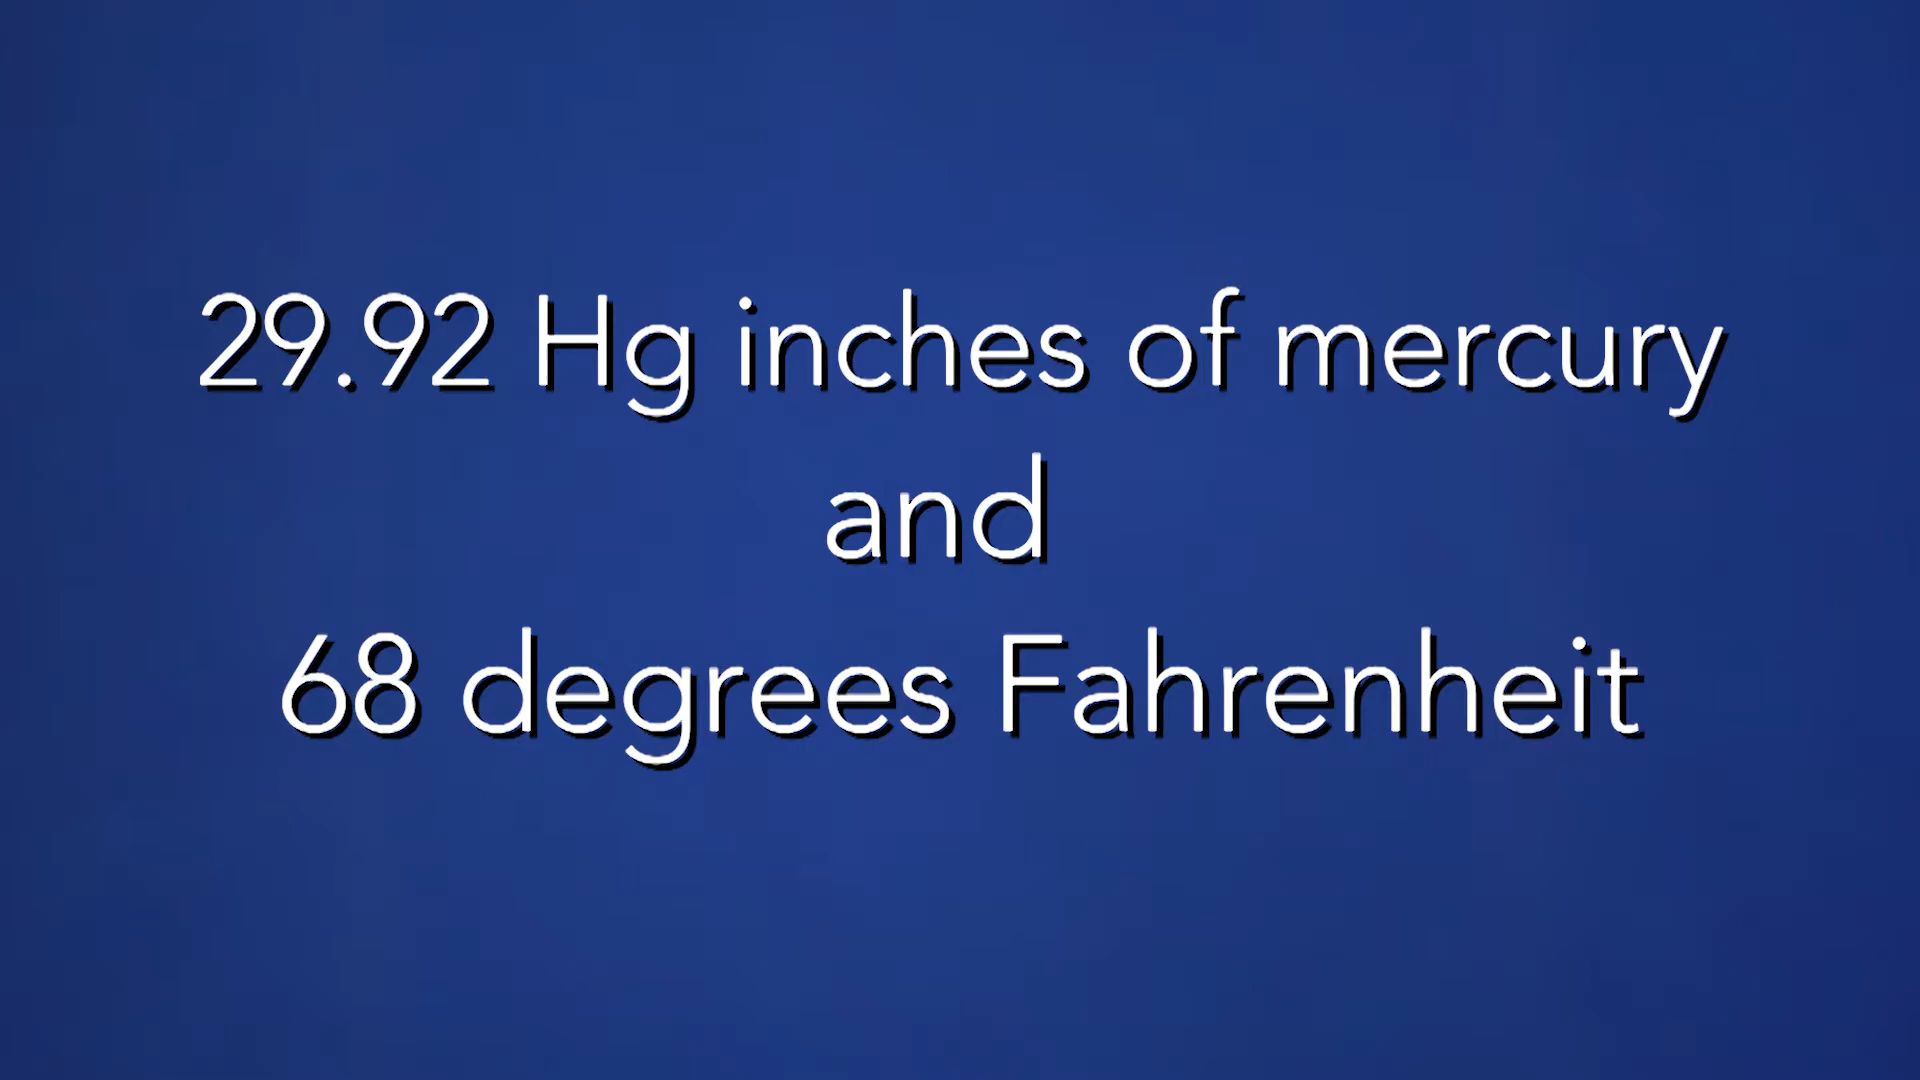 29.92 Hg inches of mercury
and
68 degrees Fahrenheit